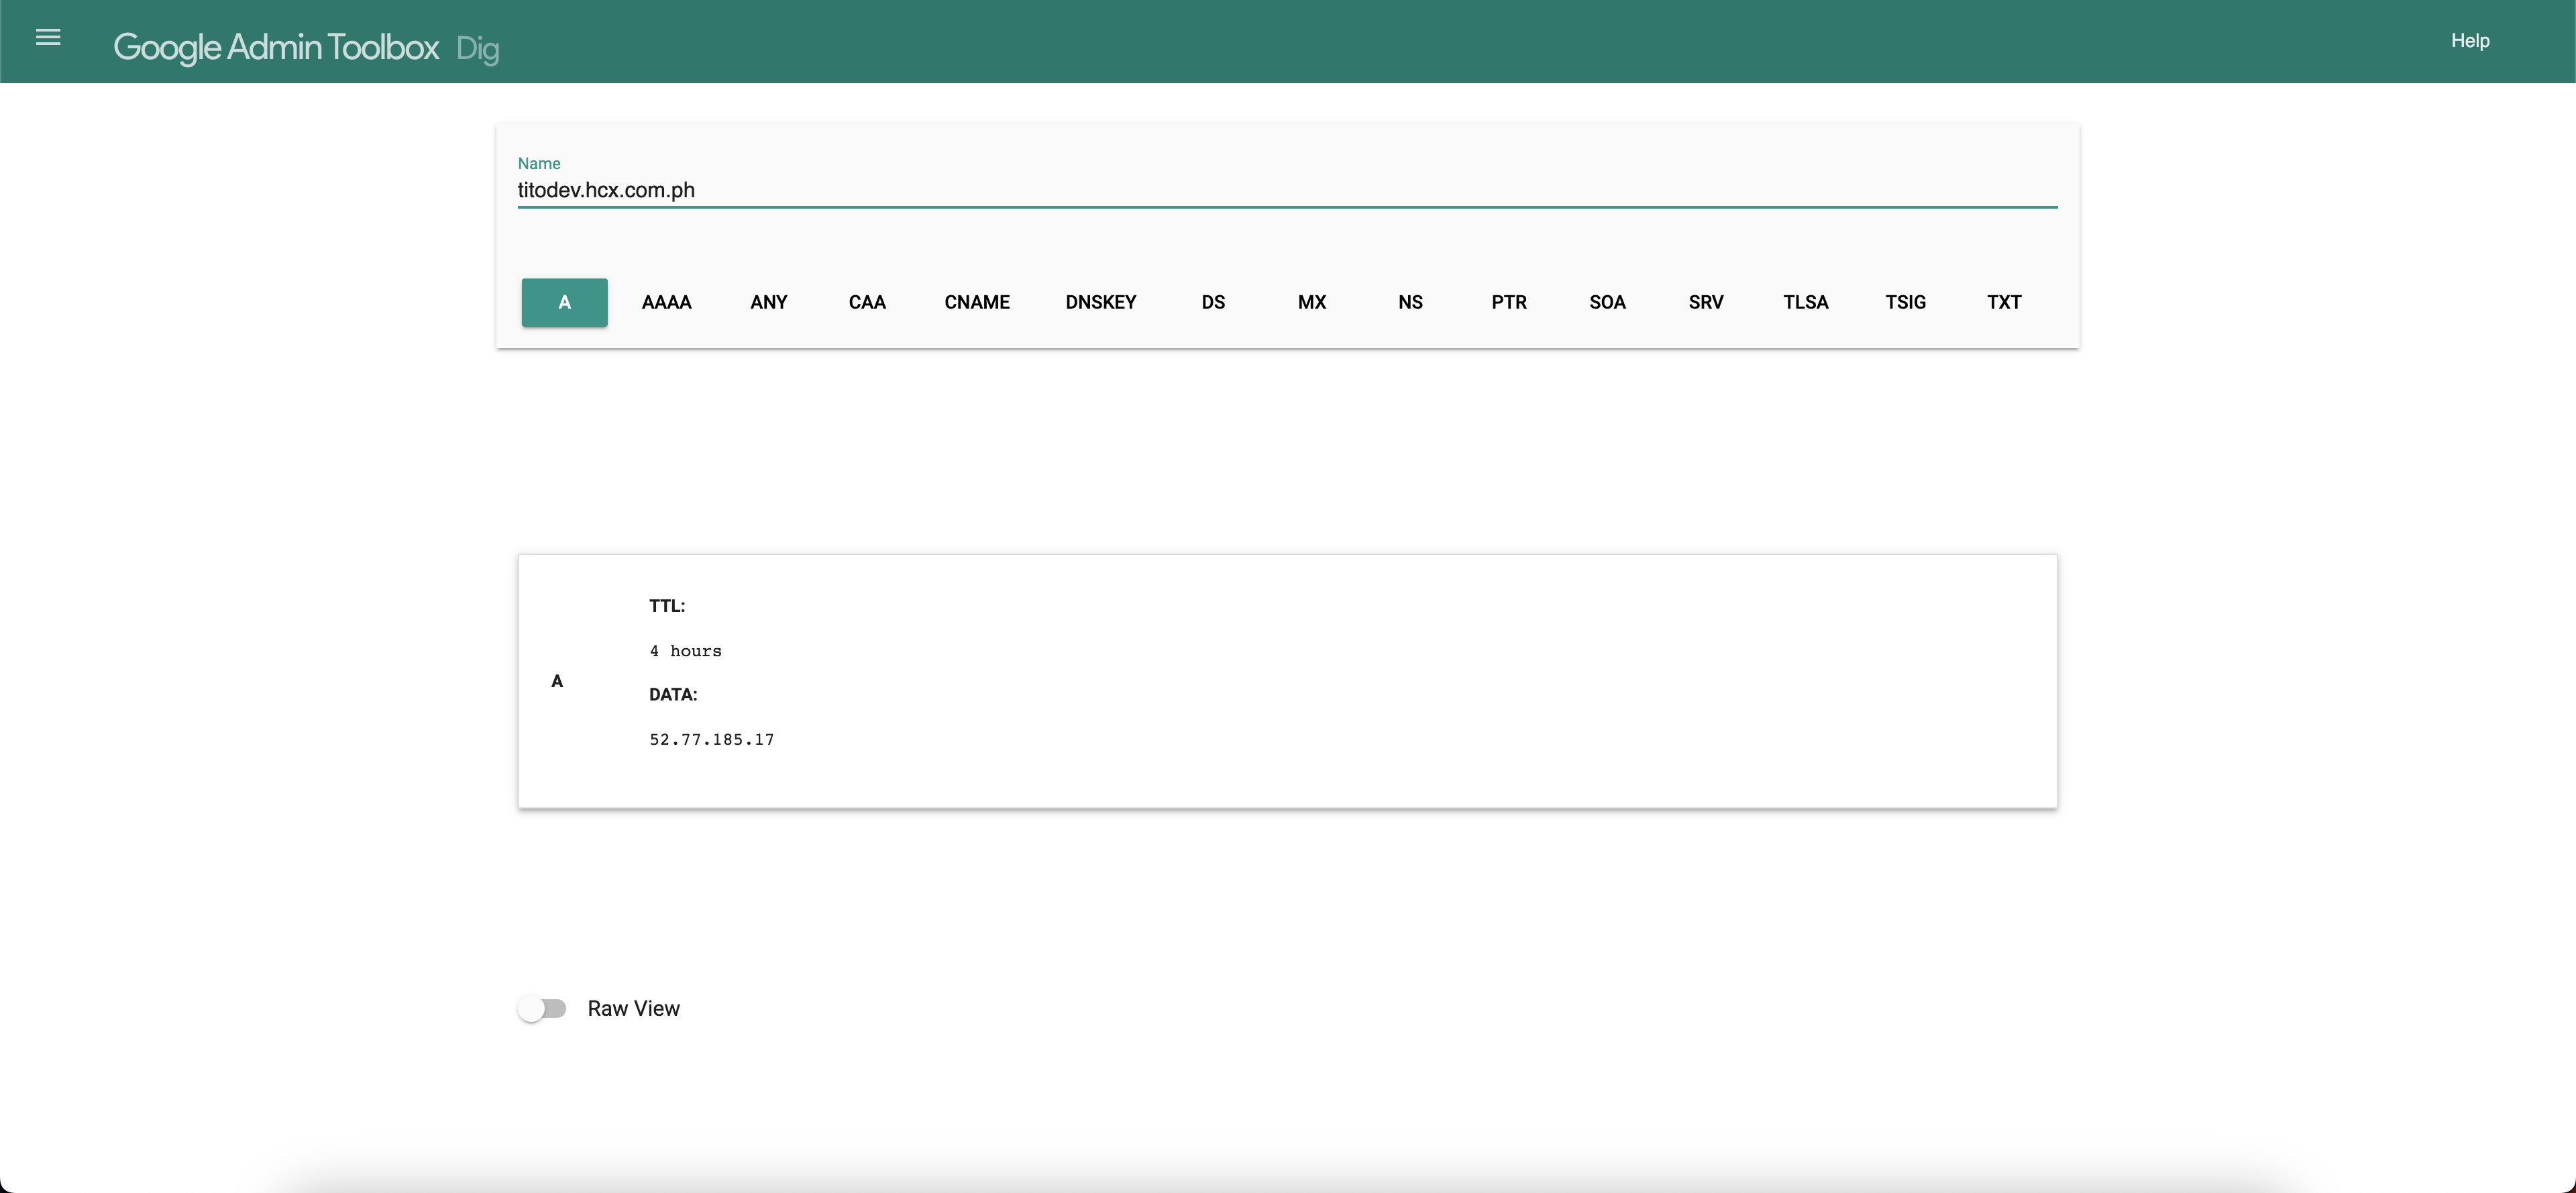 Google Admin Toolbox Dig
Help
Name
titodev.hcx.com.ph
A AAAA ANY CAA CNAME DNSKEY DS MX NS PTR SOA SRV TLSA TSIG TXT
TTL:
4 hours
A
DATA:
52.77.185.17
Raw View